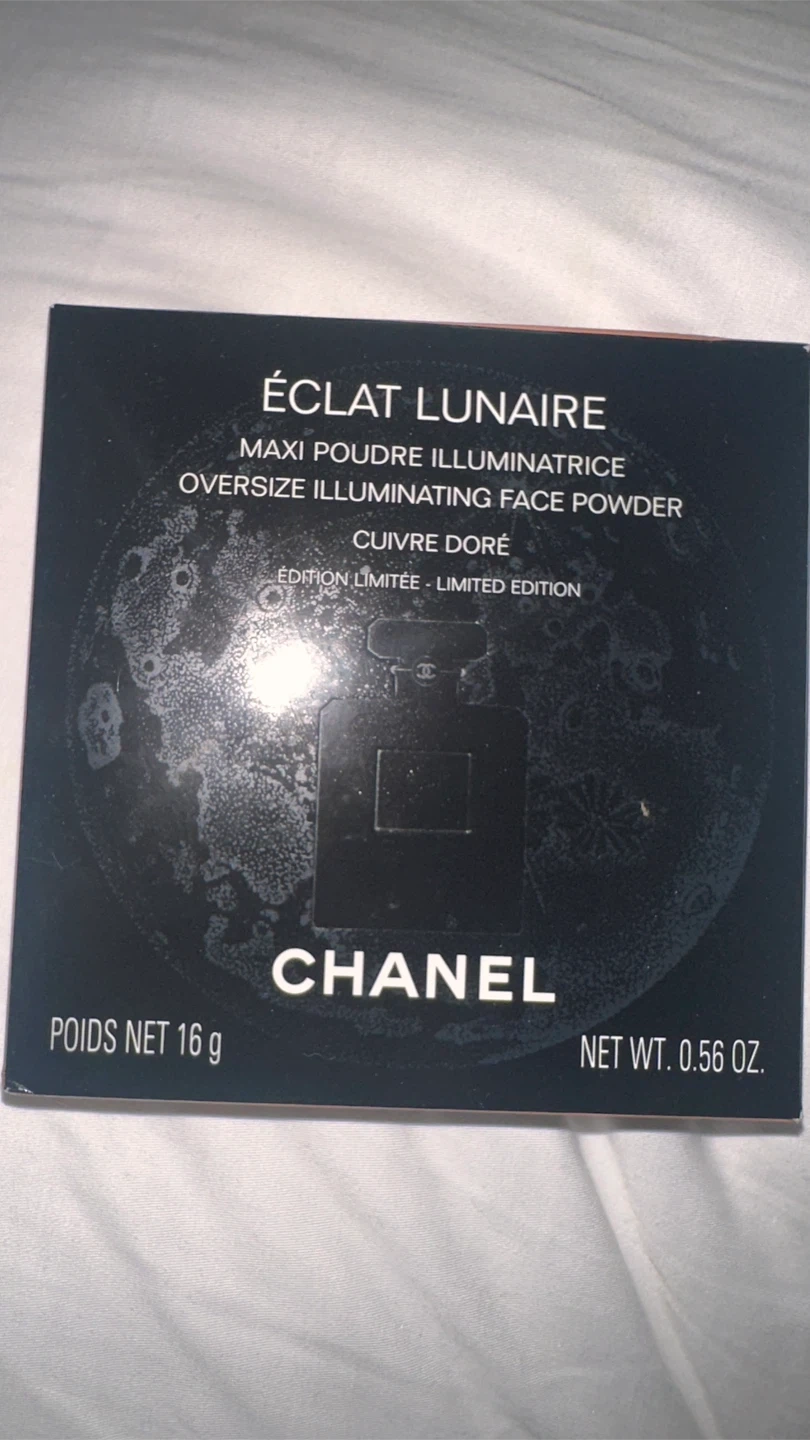 ÉCLAT LUNAIRE
MAXI POUDRE ILLUMINATRICE
OVERSIZE ILLUMINATING FACE POWDER
CUIVRE DORÉ
ÉDITION LIMITÉE - LIMITED EDITION
CHANEL
POIDS NET 16 g
NET WT. 0.56 OZ.